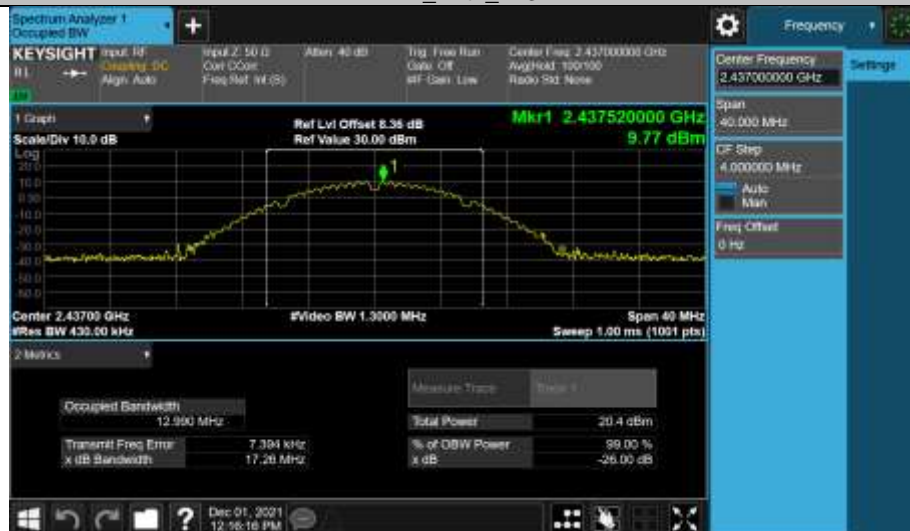 Spectrum Analyzer 1
Occupied BW
Frequency
KEYSIGHT
Input: RF
Coupling: DC
Align: Auto
Input Z: 50 Ω
Corr CCorr
Freq Ref: Int (S)
Atten: 40 dB
Trig: Free Run
Gate: Off
#IF Gain: Low
Center Freq: 2.437000000 GHz
Avg|Hold: 100/100
Radio Std: None
Center Frequency
2.437000000 GHz
Settings
Span
40.000 MHz
CF Step
4.000000 MHz
Auto
Man
Freq Offset
0 Hz
1 Graph
Scale/Div 10.0 dB
Ref Lvl Offset 8.35 dB
Ref Value 30.00 dBm
Mkr1 2.437520000 GHz
9.77 dBm
Log
20.0
10.0
0.00
-10.0
-20.0
-30.0
-40.0
-50.0
-60.0
1
Center 2.43700 GHz
#Res BW 430.00 kHz
#Video BW 1.3000 MHz
Span 40 MHz
Sweep 1.00 ms (1001 pts)
2 Metrics
Measure Trace
Trace 1
Occupied Bandwidth
12.990 MHz
Total Power
20.4 dBm
Transmit Freq Error
7.394 kHz
% of OBW Power
99.00 %
x dB Bandwidth
17.26 MHz
x dB
-26.00 dB
?
Dec 01, 2021
12:16:16 PM